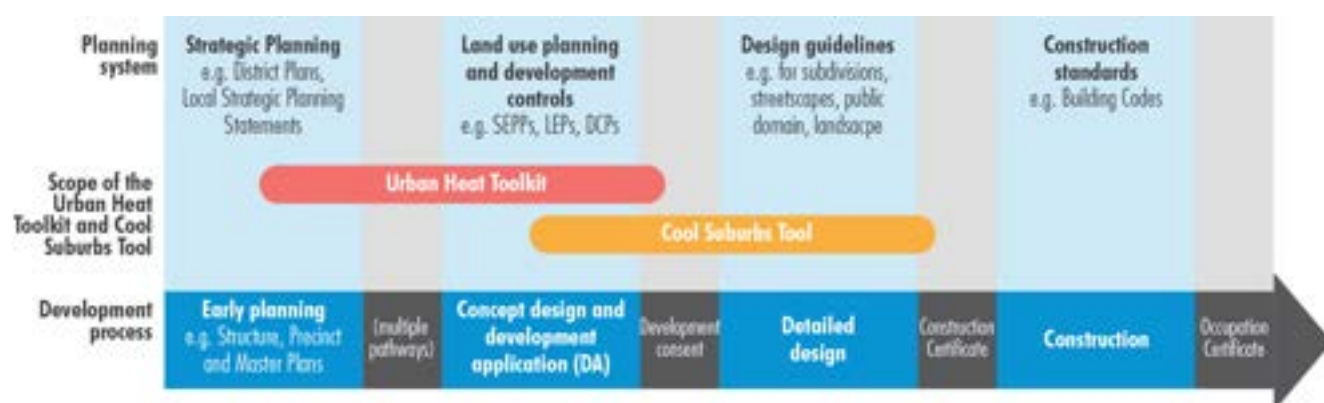 Planning
system
Strategic Planning
e.g. District Plans,
Local Strategic Planning
Statements
Land use planning
and development
controls
e.g. SEPPs, LEPs, DCPs
Design guidelines
e.g. for subdivisions,
streetscapes, public
domain, landsacpe
Construction
standards
e.g. Building Codes
Scope of the
Urban Heat
Toolkit and Cool
Suburbs Tool
Urban Heat Toolkit
Cool Suburbs Tool
Development
process
Early planning
e.g. Structure, Precinct
and Master Plans
(multiple
pathways)
Concept design and
development
application (DA)
Development
consent
Detailed
design
Construction
Certificate
Construction
Occupation
Certificate